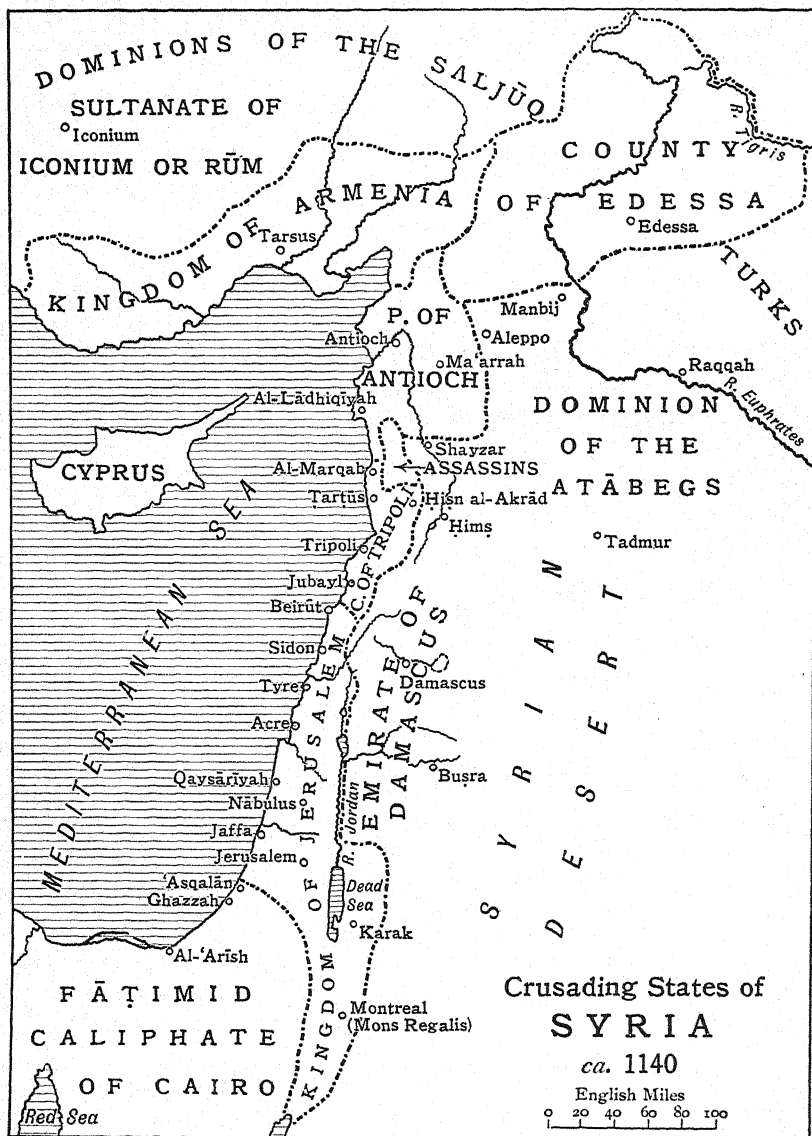 DOMINIONS OF THE SALJŪQ
TURKS
SULTANATE OF
Iconium
ICONIUM OR RŪM
R. Tigris
COUNTY
OF EDESSA
Edessa
KINGDOM OF ARMENIA
Tarsus
P. OF
ANTIOCH
Manbij
Antioch
Aleppo
Ma'arrah
Raqqah
R. Euphrates
Al-Lādhiqīyah
DOMINION
OF THE
ATĀBEGS
Shayzar
CYPRUS
Al-Marqab
ASSASSINS
Ṭarṭūs
Ḥiṣn al-Akrād
Ḥimṣ
C. OF TRIPOLI
Tripoli
Tadmur
Jubayl
Beirūt
MEDITERRANEAN SEA
Sidon
EMIRATE OF
DAMASCUS
Damascus
Tyre
SYRIAN
DESERT
Acre
KINGDOM OF JERUSALEM
Qaysārīyah
Buṣra
Nābulus
R. Jordan
Jaffa
Jerusalem
'Asqalān
Ghazzah
Dead
Sea
Karak
Al-'Arīsh
FĀṬIMID
CALIPHATE
OF CAIRO
Montreal
(Mons Regalis)
Red Sea
Crusading States of
SYRIA
ca. 1140
English Miles
0 20 40 60 80 100